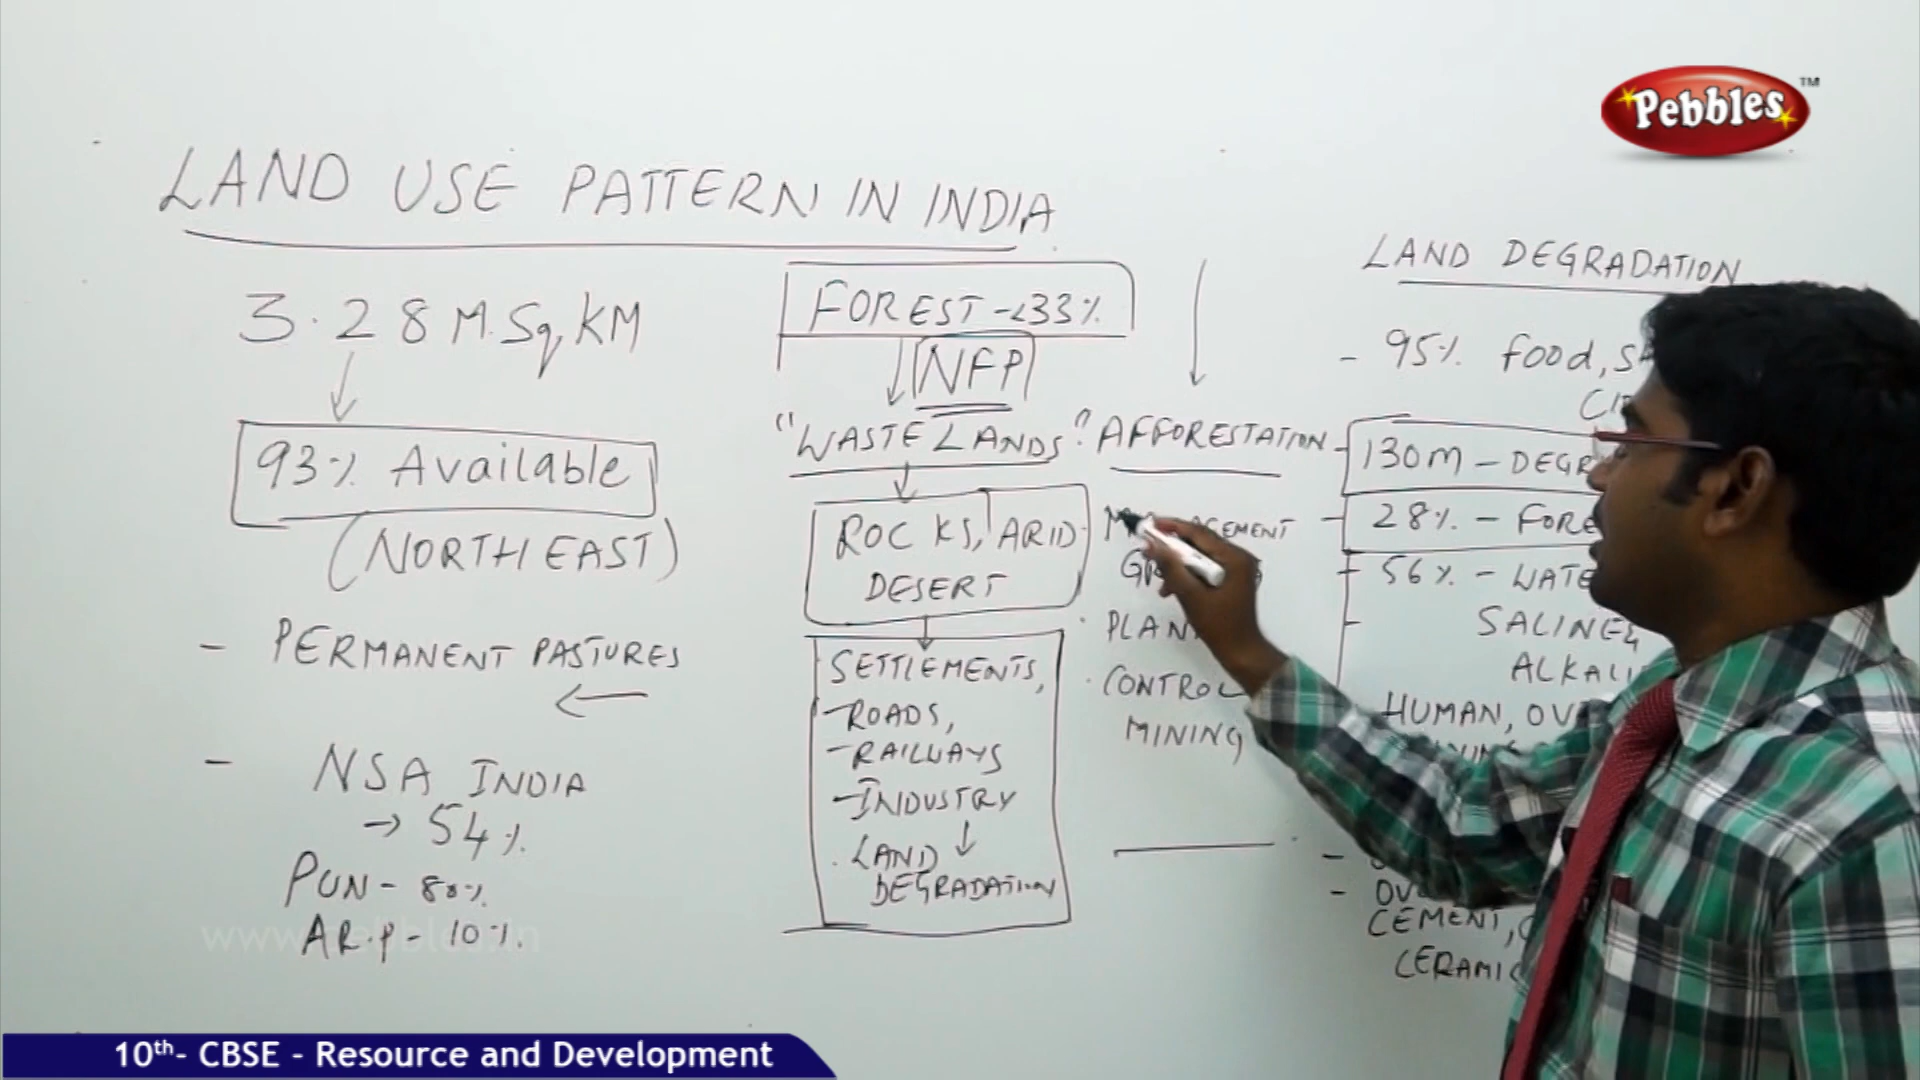 Pebbles™
LAND USE PATTERN IN INDIA
3.28 M.Sq,KM
93% Available
(NORTH EAST)
- PERMANENT PASTURES
- NSA INDIA
→ 54%.
PUN - 80%.
AR.P - 10%.
FOREST - <33%
NFP
"WASTE LANDS"
ROCKS, ARID
DESERT
SETTLEMENTS,
- ROADS,
- RAILWAYS
- INDUSTRY
. LAND
DEGRADATION
AFFORESTATION
. PLAN
. CONTROL
MINING
LAND DEGRADATION
- 95% Food,
130M - DEGR
- 28% - FORE
56% - WATE
SALINE &
ALKALI
HUMAN,
CEMENT,
CERAMIC
10th- CBSE - Resource and Development